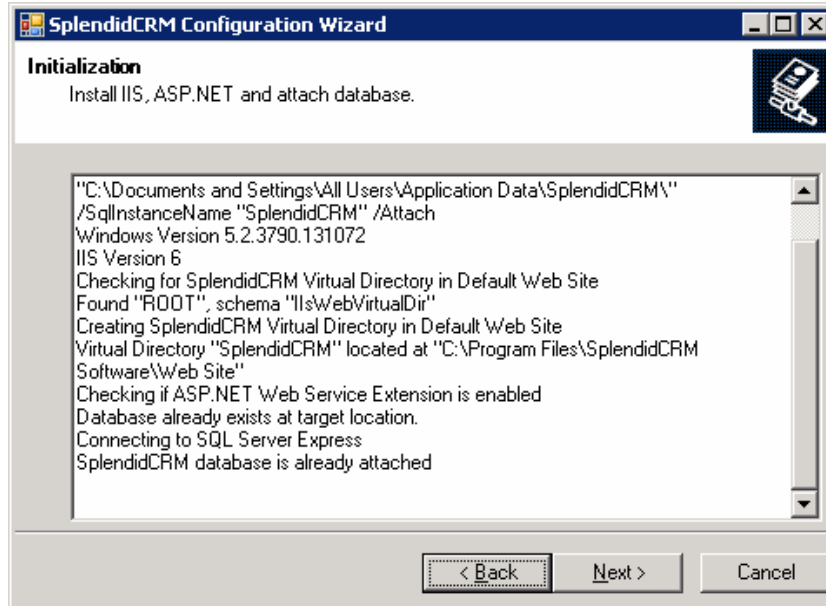 SplendidCRM Configuration Wizard
Initialization
Install IIS, ASP.NET and attach database.
"C:\Documents and Settings\All Users\Application Data\SplendidCRM\"
/SqlInstanceName "SplendidCRM" /Attach
Windows Version 5.2.3790.131072
IIS Version 6
Checking for SplendidCRM Virtual Directory in Default Web Site
Found "ROOT", schema "IIsWebVirtualDir"
Creating SplendidCRM Virtual Directory in Default Web Site
Virtual Directory "SplendidCRM" located at "C:\Program Files\SplendidCRM
Software\Web Site"
Checking if ASP.NET Web Service Extension is enabled
Database already exists at target location.
Connecting to SQL Server Express
SplendidCRM database is already attached
< Back Next > Cancel